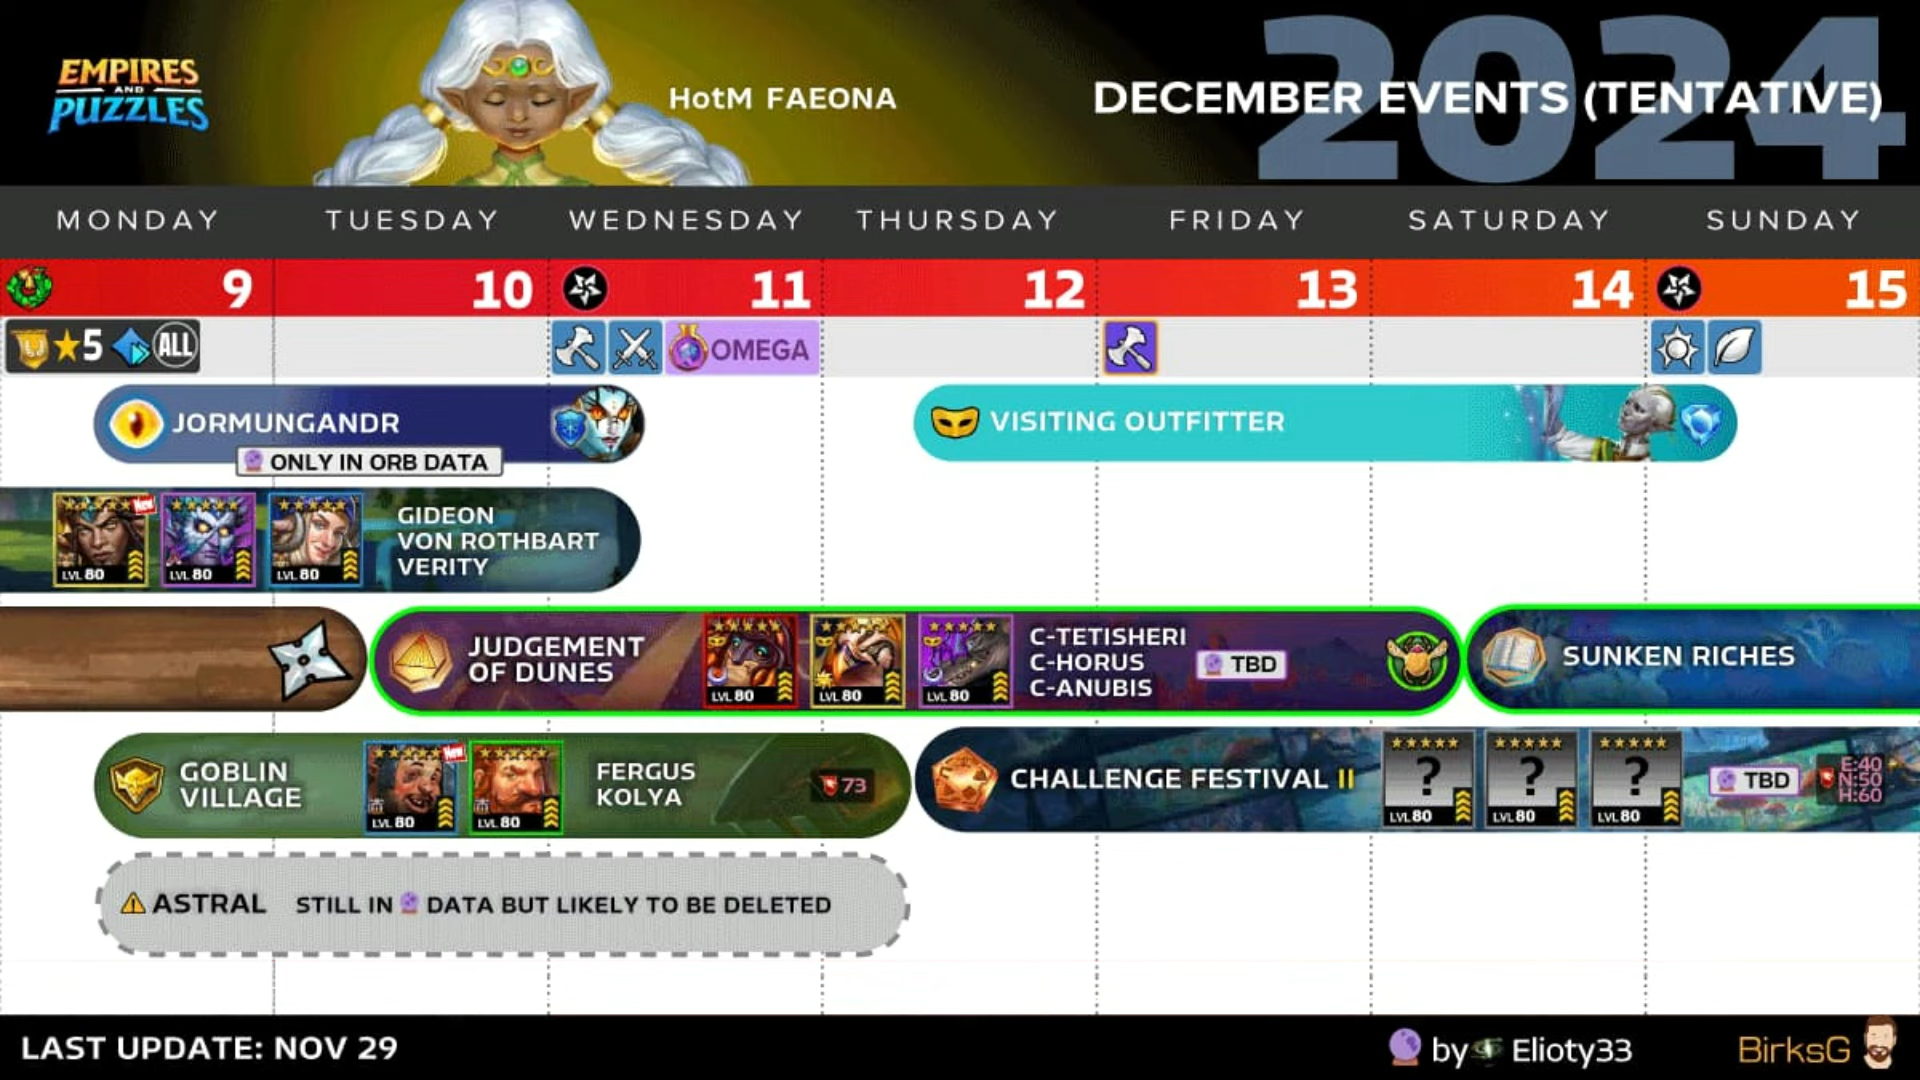 EMPIRES
AND
PUZZLES
HotM FAEONA
2024
DECEMBER EVENTS (TENTATIVE)
MONDAY
TUESDAY
WEDNESDAY
THURSDAY
FRIDAY
SATURDAY
SUNDAY
9
10
11
12
13
14
15
5
ALL
OMEGA
JORMUNGANDR
ONLY IN ORB DATA
VISITING OUTFITTER
New
LVL 80
LVL 80
LVL 80
GIDEON
VON ROTHBART
VERITY
JUDGEMENT
OF DUNES
LVL 80
LVL 80
LVL 80
C-TETISHERI
C-HORUS
C-ANUBIS
TBD
SUNKEN RICHES
GOBLIN
VILLAGE
New
LVL 80
LVL 80
FERGUS
KOLYA
73
CHALLENGE FESTIVAL II
?
LVL 80
?
LVL 80
?
LVL 80
TBD
E:40
N:50
H:60
ASTRAL STILL IN DATA BUT LIKELY TO BE DELETED
LAST UPDATE: NOV 29
by Elioty33
BirksG